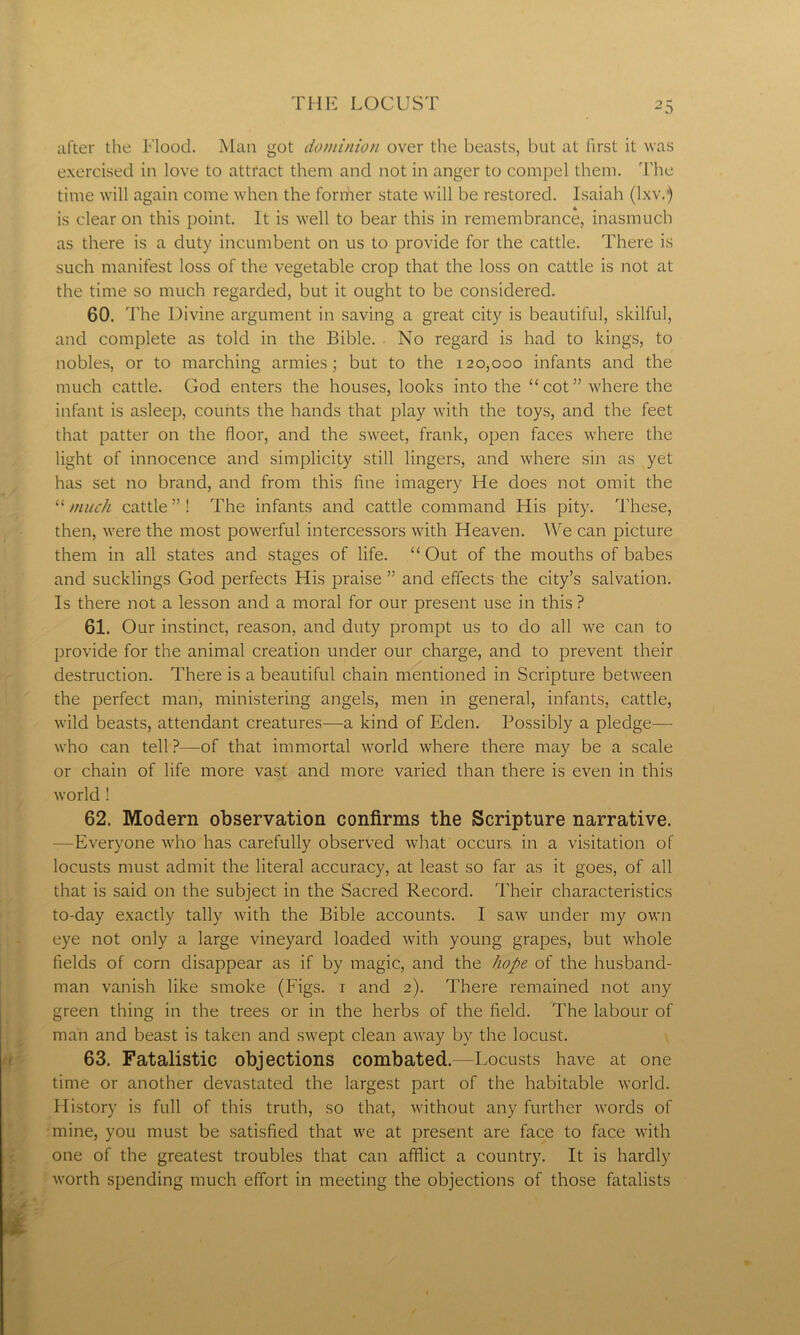 THE LOCUST 25
after the Flood. Man got dominion over the beasts, but at first it was
exercised in love to attract them and not in anger to compel them. The
time will again come when the former state will be restored. Isaiah (lxv.)
is clear on this point. It is well to bear this in remembrance, inasmuch
as there is a duty incumbent on us to provide for the cattle. There is
such manifest loss of the vegetable crop that the loss on cattle is not at
the time so much regarded, but it ought to be considered.
60. The Divine argument in saving a great city is beautiful, skilful,
and complete as told in the Bible. No regard is had to kings, to
nobles, or to marching armies; but to the 120,000 infants and the
much cattle. God enters the houses, looks into the “cot” where the
infant is asleep, counts the hands that play with the toys, and the feet
that patter on the floor, and the sweet, frank, open faces where the
light of innocence and simplicity still lingers, and where sin as yet
has set no brand, and from this fine imagery He does not omit the
“much cattle”! The infants and cattle command His pity. These,
then, were the most powerful intercessors with Heaven. We can picture
them in all states and stages of life. “Out of the mouths of babes
and sucklings God perfects His praise” and effects the city’s salvation.
Is there not a lesson and a moral for our present use in this?
61. Our instinct, reason, and duty prompt us to do all we can to
provide for the animal creation under our charge, and to prevent their
destruction. There is a beautiful chain mentioned in Scripture between
the perfect man, ministering angels, men in general, infants, cattle,
wild beasts, attendant creatures—a kind of Eden. Possibly a pledge—
who can tell?—of that immortal world where there may be a scale
or chain of life more vast and more varied than there is even in this
world!
62. Modern observation confirms the Scripture narrative.
—Everyone who has carefully observed what occurs in a visitation of
locusts must admit the literal accuracy, at least so far as it goes, of all
that is said on the subject in the Sacred Record. Their characteristics
to-day exactly tally with the Bible accounts. I saw under my own
eye not only a large vineyard loaded with young grapes, but whole
fields of corn disappear as if by magic, and the hope of the husband-
man vanish like smoke (Figs. 1 and 2). There remained not any
green thing in the trees or in the herbs of the field. The labour of
man and beast is taken and swept clean away by the locust.
63. Fatalistic objections combated.—Locusts have at one
time or another devastated the largest part of the habitable world.
History is full of this truth, so that, without any further words of
mine, you must be satisfied that we at present are face to face with
one of the greatest troubles that can afflict a country. It is hardly
worth spending much effort in meeting the objections of those fatalists